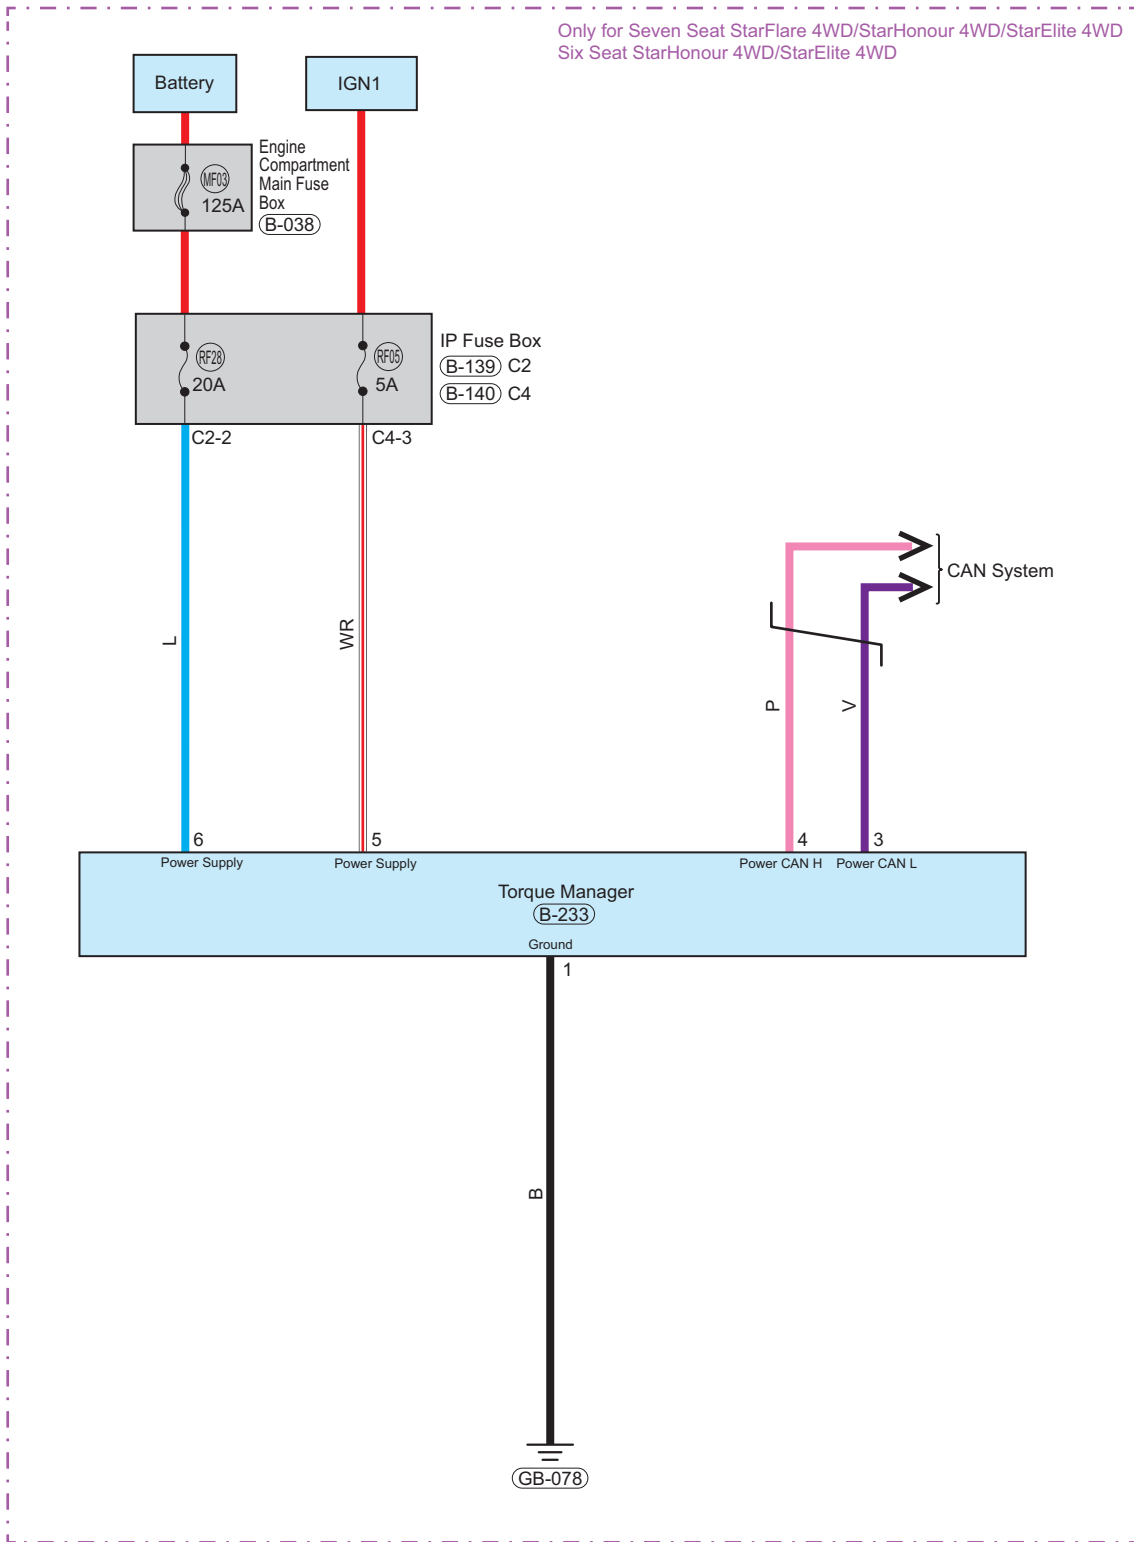 Only for Seven Seat StarFlare 4WD/StarHonour 4WD/StarElite 4WD
Six Seat StarHonour 4WD/StarElite 4WD
Battery
IGN1
Engine
Compartment
Main Fuse
Box
B-038
MF03
125A
IP Fuse Box
B-139 C2
B-140 C4
RF28
20A
RF05
5A
C2-2
C4-3
CAN System
L
WR
P
V
6
5
4
3
Power Supply
Power Supply
Power CAN H
Power CAN L
Torque Manager
B-233
Ground
1
B
GB-078